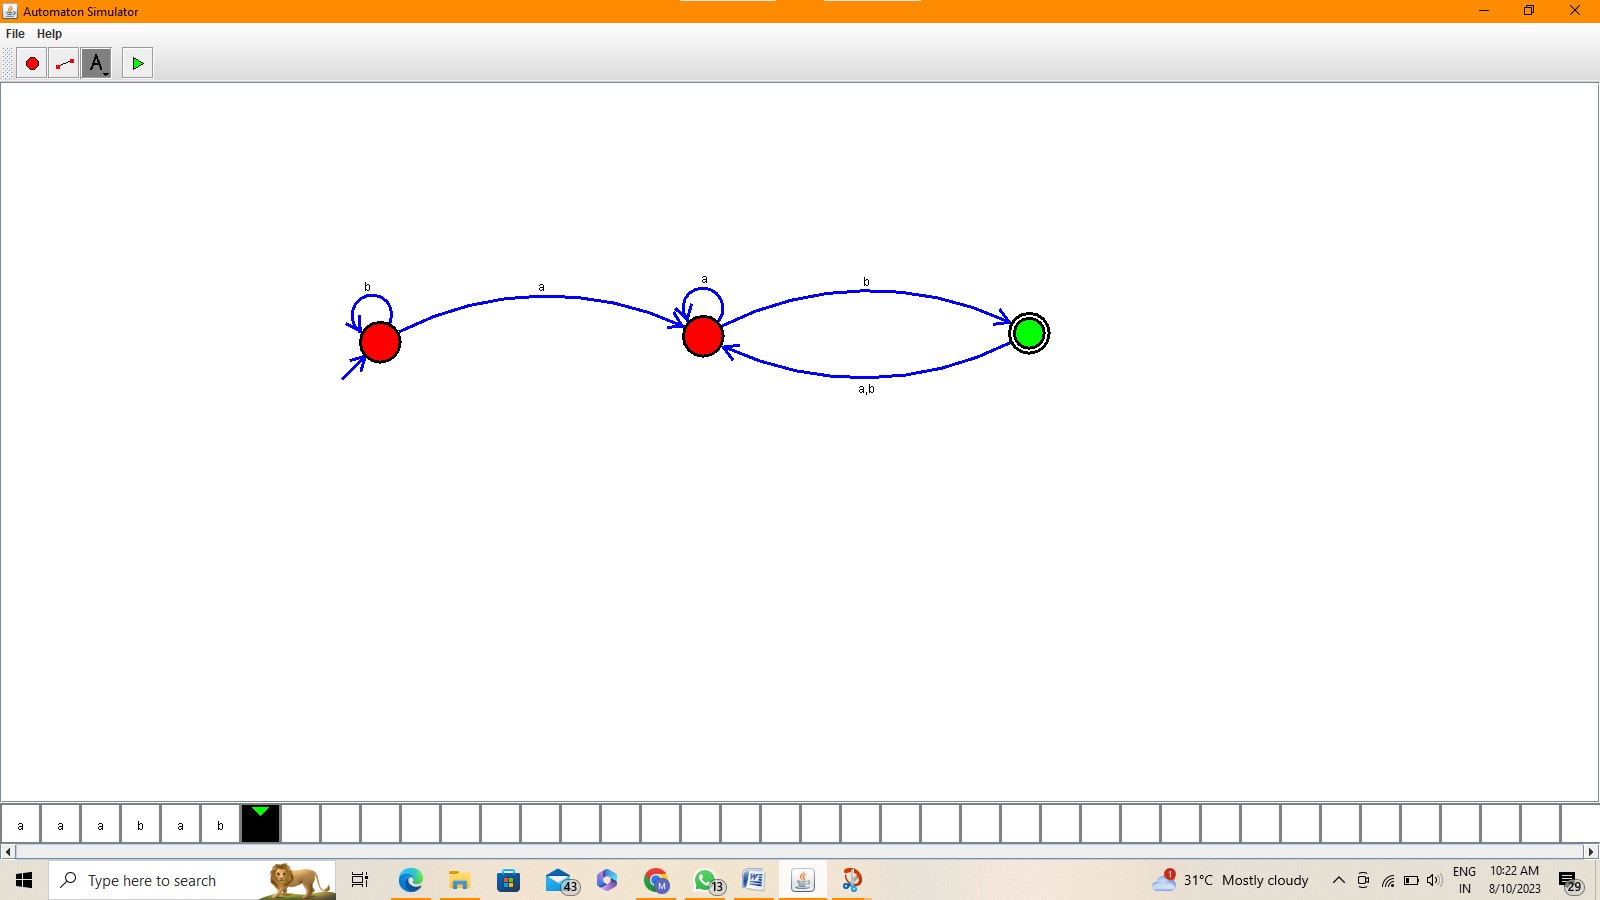 Automaton Simulator
File Help
A
b
a
a
b
a,b
a a a b a b
Type here to search
43
M
13
W
1
31°C Mostly cloudy
ENG
IN
10:22 AM
8/10/2023
29